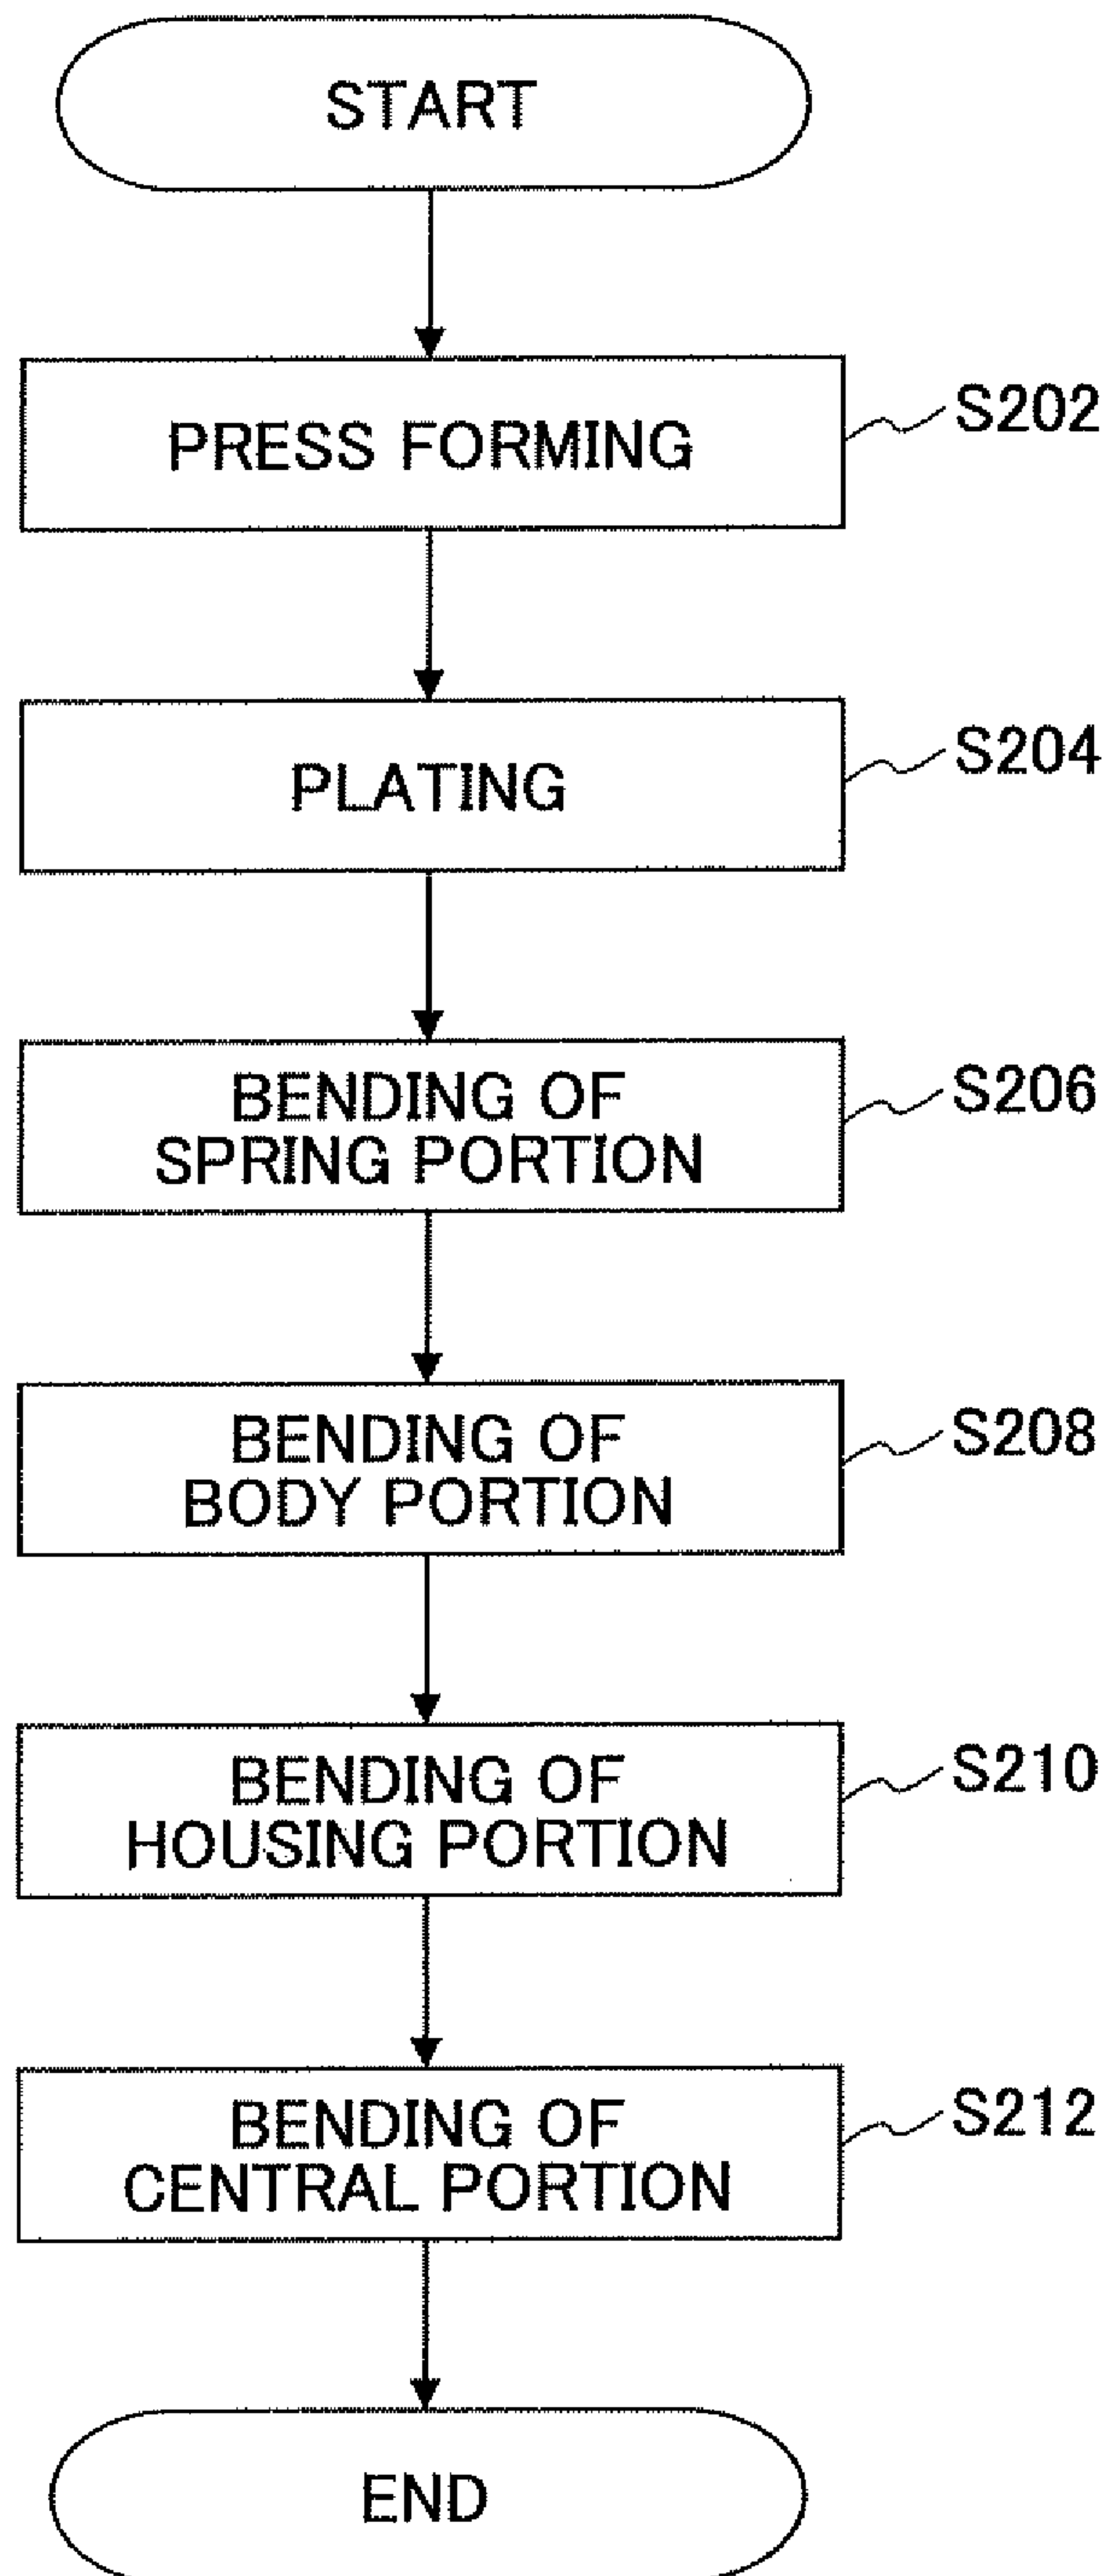 START
PRESS FORMING
S202
PLATING
S204
BENDING OF
SPRING PORTION
S206
BENDING OF
BODY PORTION
S208
BENDING OF
HOUSING PORTION
S210
BENDING OF
CENTRAL PORTION
S212
END